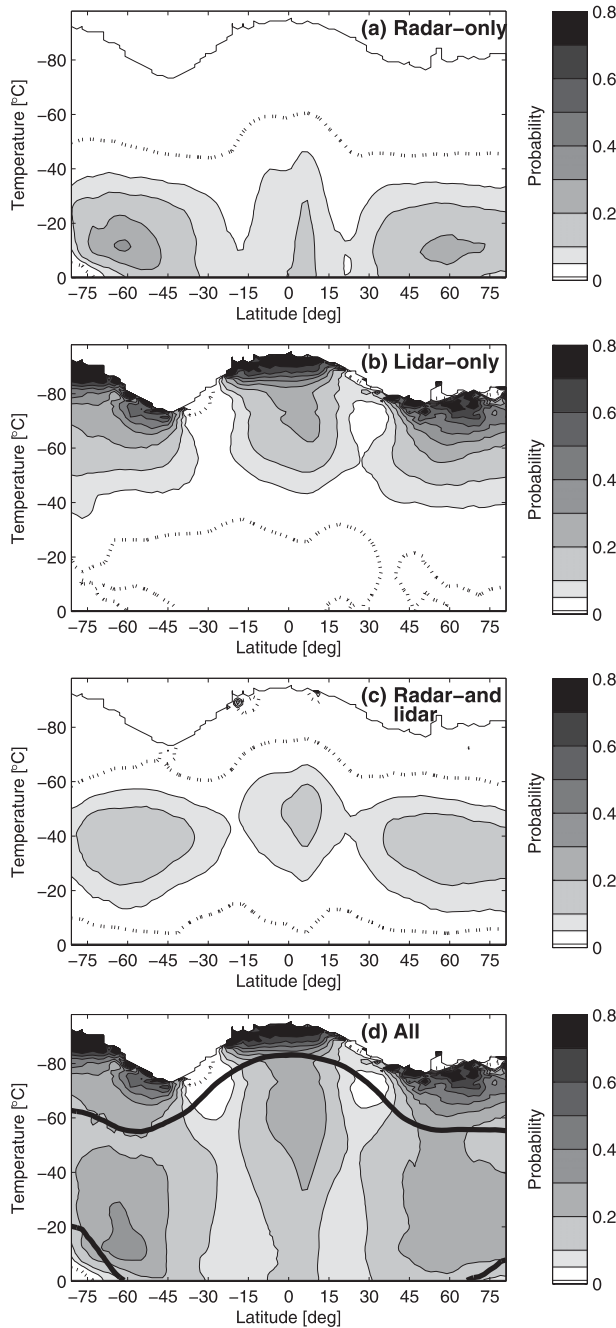 (a) Radar-only
Temperature [°C]
−80
−60
−40
−20
0
−75 −60 −45 −30 −15 0 15 30 45 60 75
Latitude [deg]
Probability
0.8
0.6
0.4
0.2
0
(b) Lidar-only
Temperature [°C]
−80
−60
−40
−20
0
−75 −60 −45 −30 −15 0 15 30 45 60 75
Latitude [deg]
Probability
0.8
0.6
0.4
0.2
0
(c) Radar-and
lidar
Temperature [°C]
−80
−60
−40
−20
0
−75 −60 −45 −30 −15 0 15 30 45 60 75
Latitude [deg]
Probability
0.8
0.6
0.4
0.2
0
(d) All
Temperature [°C]
−80
−60
−40
−20
0
−75 −60 −45 −30 −15 0 15 30 45 60 75
Latitude [deg]
Probability
0.8
0.6
0.4
0.2
0